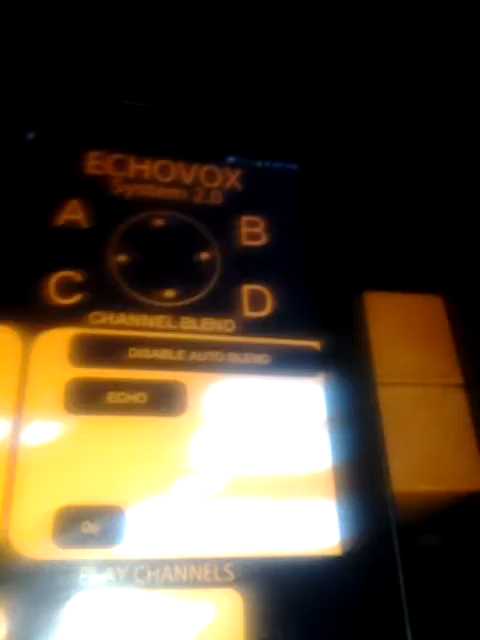 ECHOVOX
System 2.0
A B
C D
CHANNEL BLEND
DISABLE AUTO BLEND
ECHO
PLAY CHANNELS